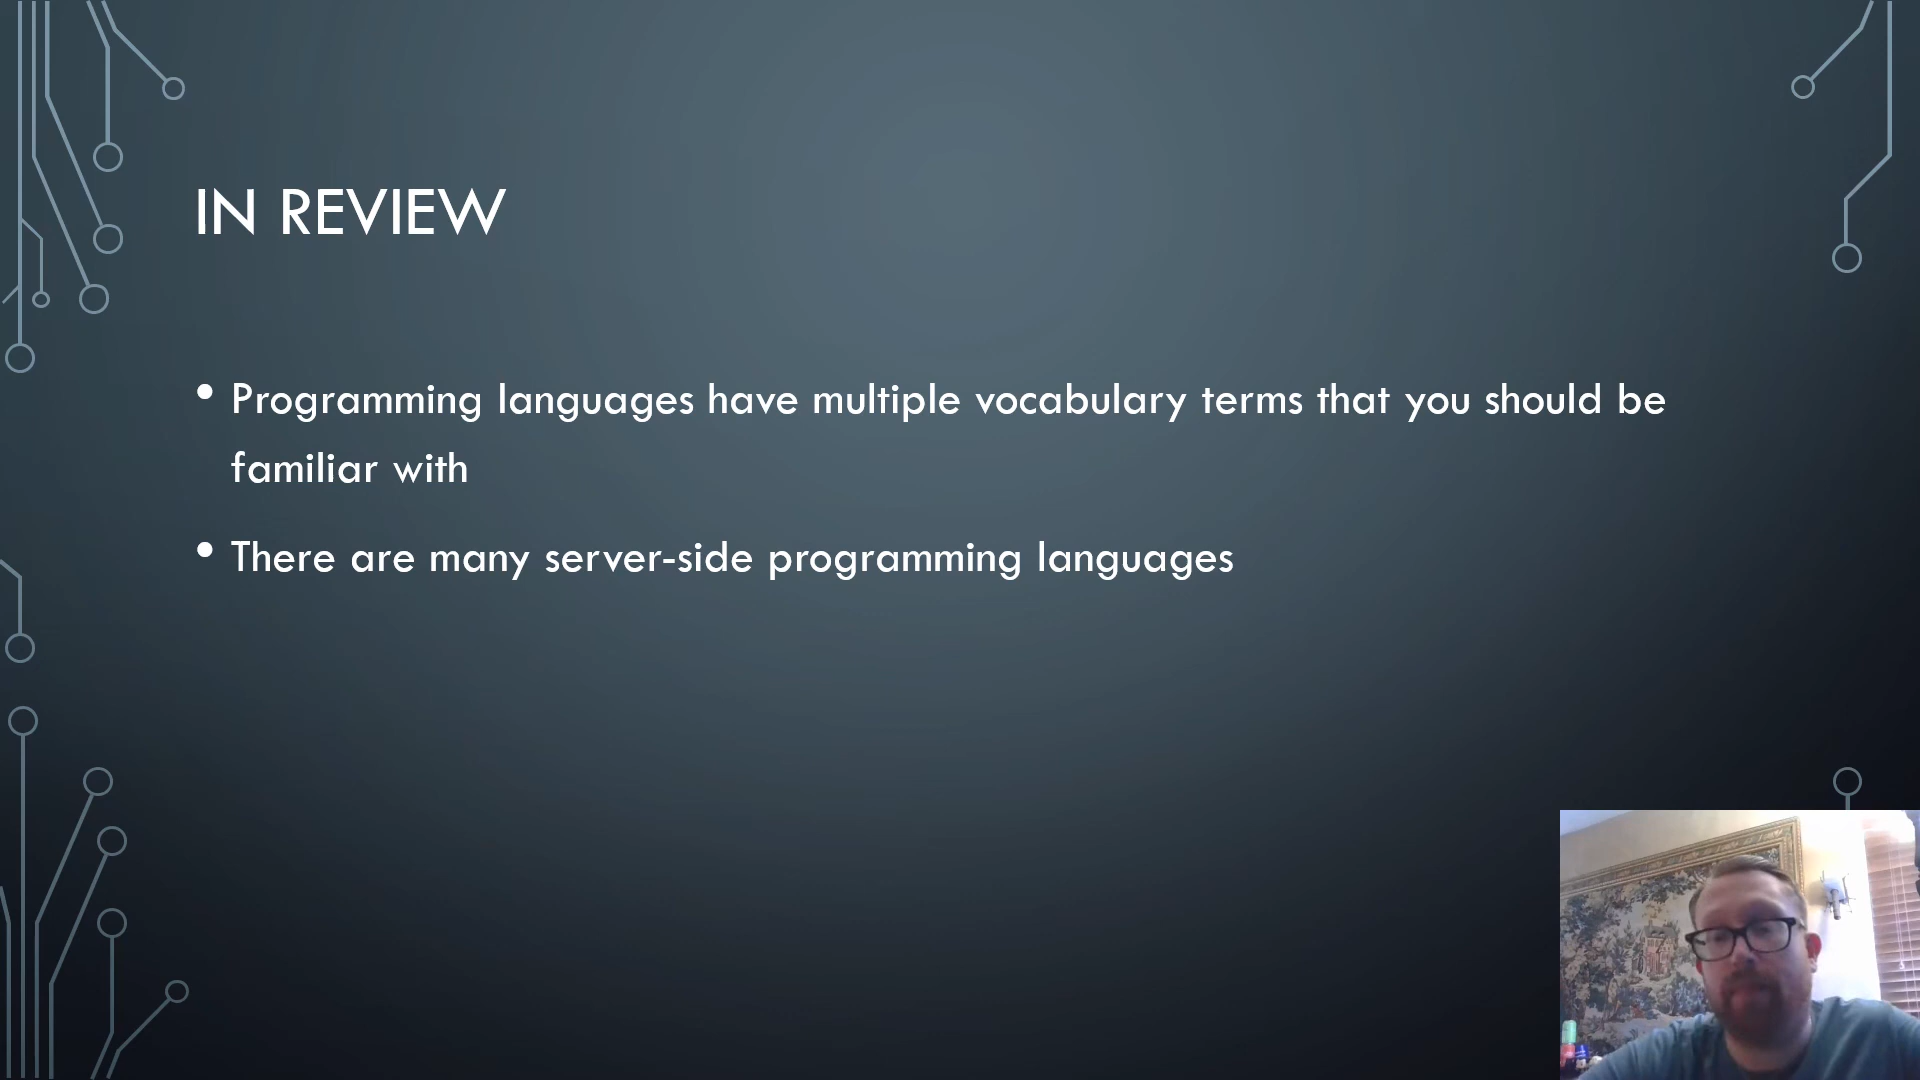 IN REVIEW
• Programming languages have multiple vocabulary terms that you should be
familiar with
• There are many server-side programming languages